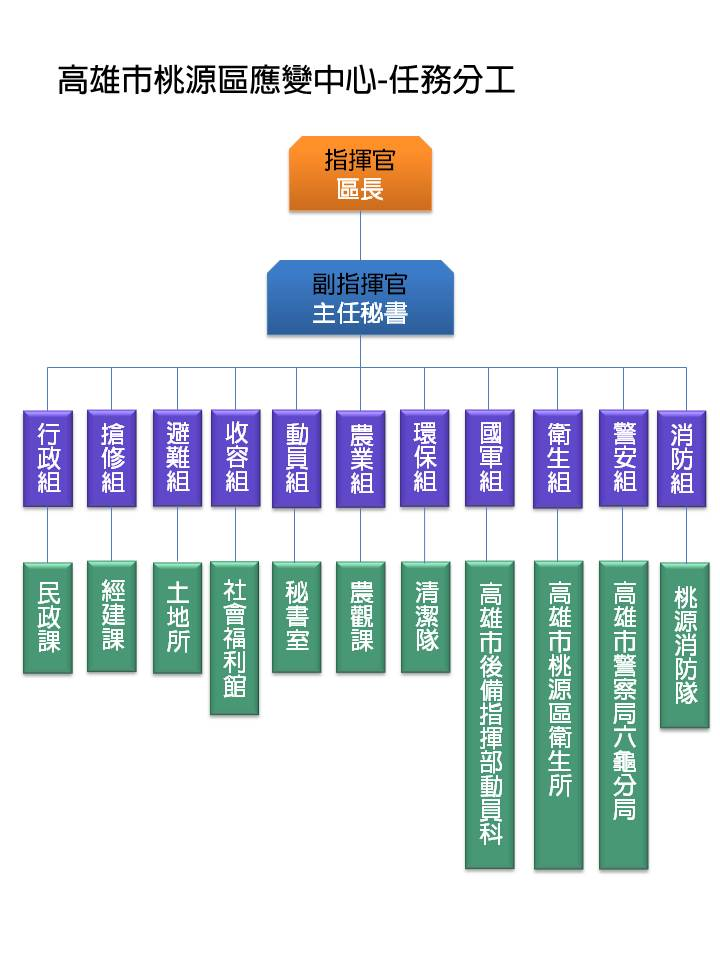 高雄市桃源區應變中心-任務分工
指揮官
區長
副指揮官
主任秘書
行政組
搶修組
避難組
收容組
動員組
農業組
環保組
國軍組
衛生組
警安組
消防組
民政課
經建課
土地所
社會福利館
秘書室
農觀課
清潔隊
高雄市後備指揮部動員科
高雄市桃源區衛生所
高雄市警察局六龜分局
桃源消防隊